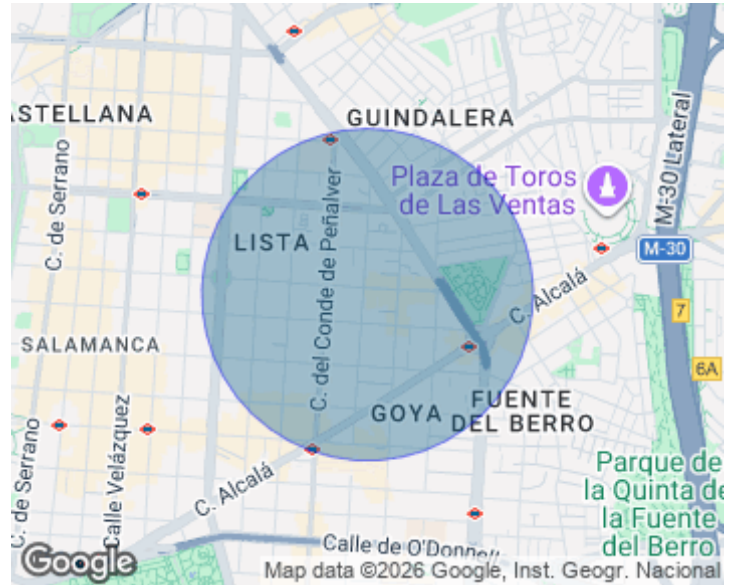 ASTELLANA
GUINDALERA
M-30 Lateral
Plaza de Toros
de Las Ventas
C. de Serrano
C. del Conde de Peñalver
LISTA
M-30
C. Alcalá
7
SALAMANCA
6A
Calle Velázquez
GOYA
FUENTE
DEL BERRO
C. de Serrano
C. Alcalá
Parque de
la Quinta de
la Fuente
del Berro
Calle de O'Donnell
Google
Map data ©2026 Google, Inst. Geogr. Nacional